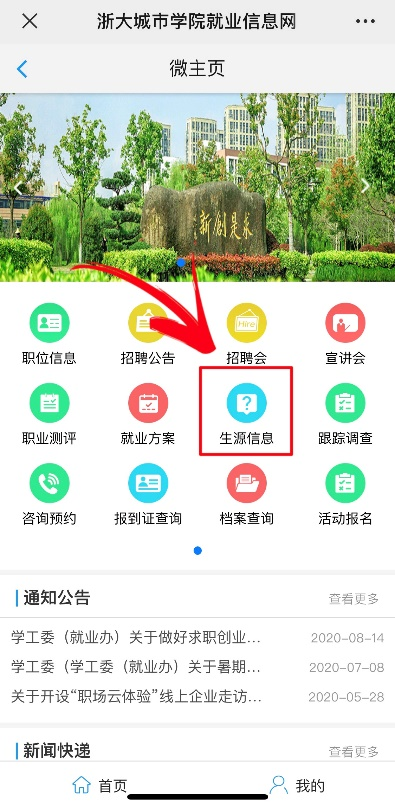 浙大城市学院就业信息网
微主页
求是创新
职位信息
招聘公告
Hire
招聘会
宣讲会
职业测评
就业方案
?
生源信息
跟踪调查
咨询预约
报到证查询
档案查询
活动报名
通知公告
查看更多
学工委（就业办）关于做好求职创业... 2020-08-14
学工委（学工委（就业办）关于暑期... 2020-07-08
关于开设“职场云体验”线上企业走访... 2020-05-28
新闻快递
查看更多
首页
我的